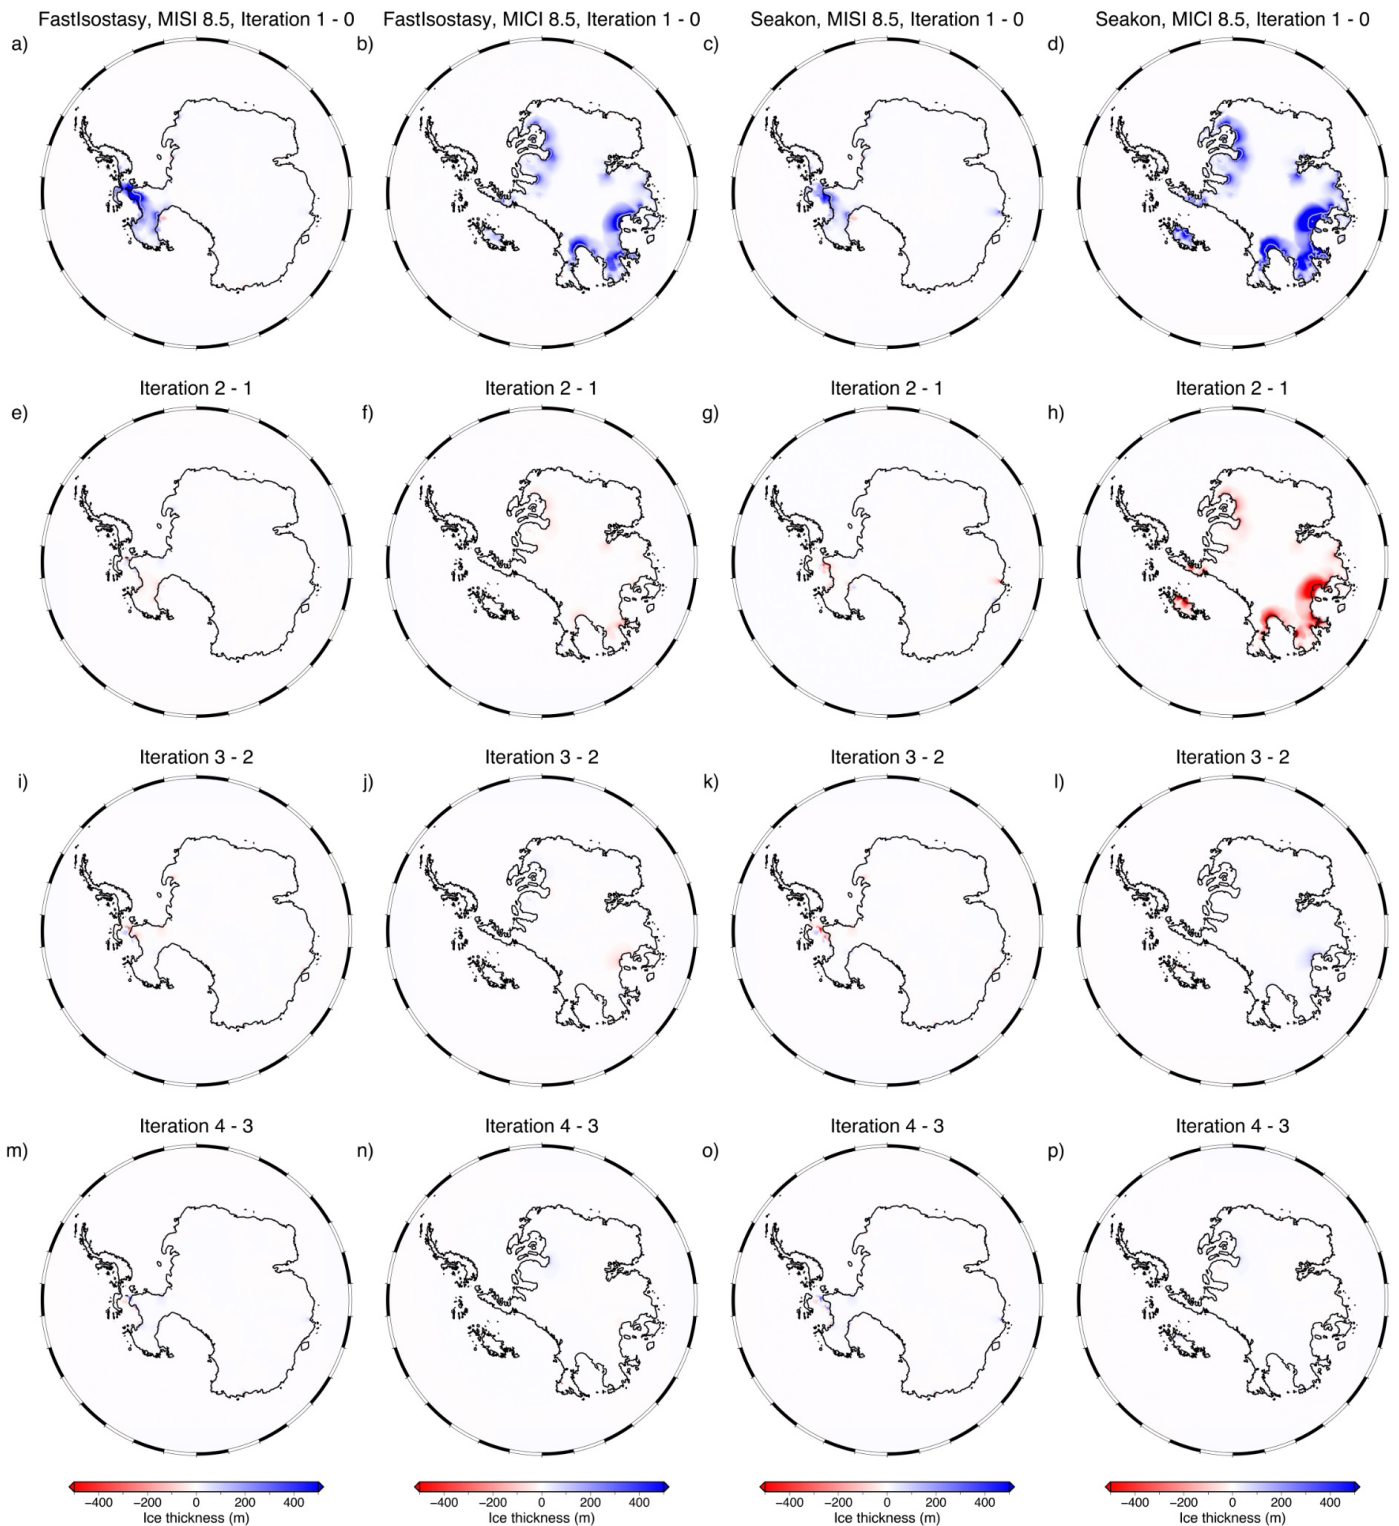 FastIsostasy, MISI 8.5, Iteration 1 - 0
FastIsostasy, MICI 8.5, Iteration 1 - 0
Seakon, MISI 8.5, Iteration 1 - 0
Seakon, MICI 8.5, Iteration 1 - 0
a)
b)
c)
d)
Iteration 2 - 1
Iteration 2 - 1
Iteration 2 - 1
Iteration 2 - 1
e)
f)
g)
h)
Iteration 3 - 2
Iteration 3 - 2
Iteration 3 - 2
Iteration 3 - 2
i)
j)
k)
l)
Iteration 4 - 3
Iteration 4 - 3
Iteration 4 - 3
Iteration 4 - 3
m)
n)
o)
p)
−400 −200 0 200 400
−400 −200 0 200 400
−400 −200 0 200 400
−400 −200 0 200 400
Ice thickness (m)
Ice thickness (m)
Ice thickness (m)
Ice thickness (m)